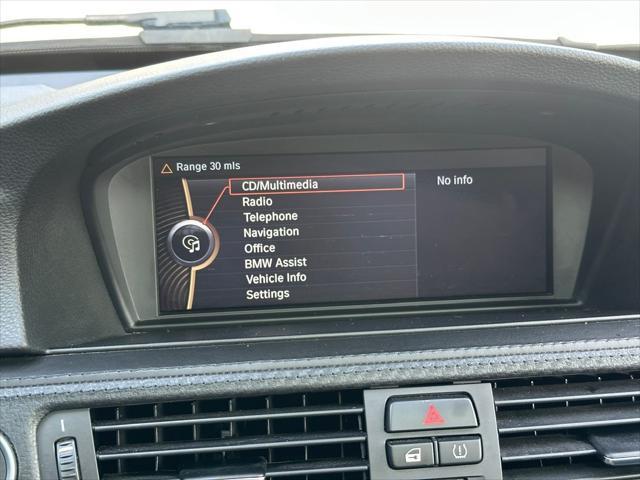 Range 30 mls
CD/Multimedia
No info
Radio
Telephone
Navigation
Office
BMW Assist
Vehicle Info
Settings